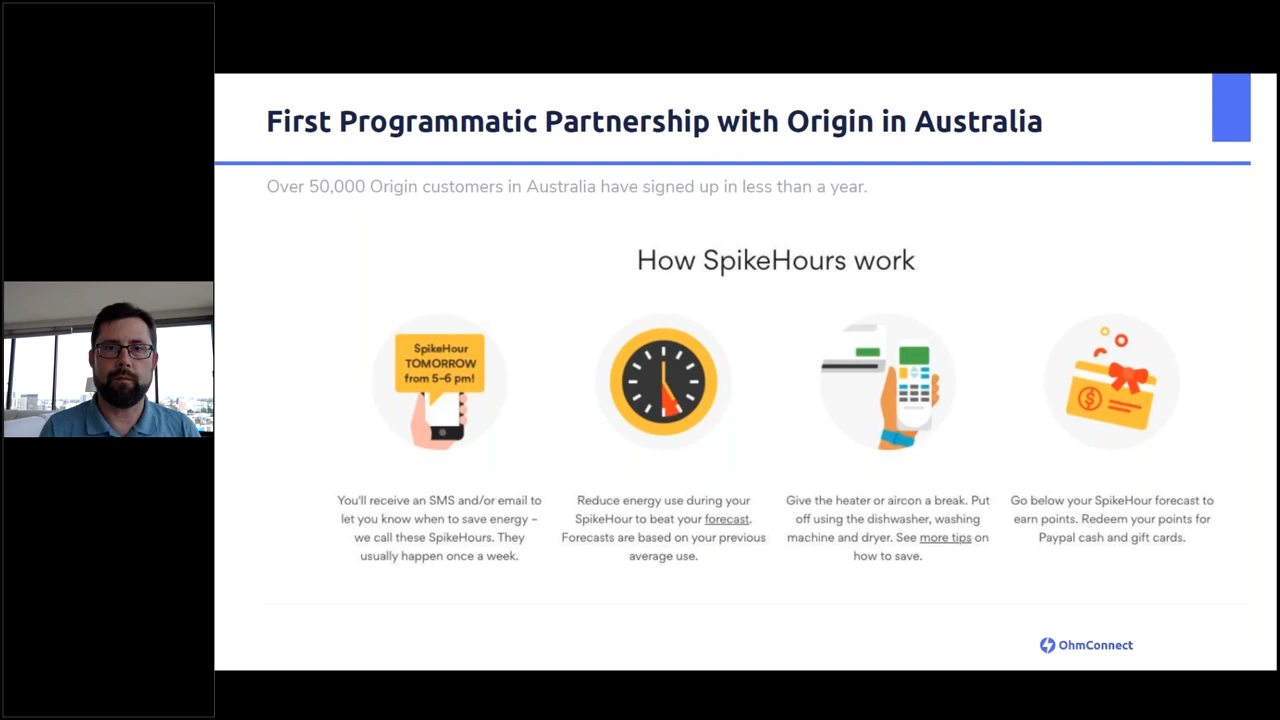 First Programmatic Partnership with Origin in Australia
Over 50,000 Origin customers in Australia have signed up in less than a year.
How SpikeHours work
SpikeHour
TOMORROW
from 5-6 pm!
You'll receive an SMS and/or email to
let you know when to save energy –
we call these SpikeHours. They
usually happen once a week.
Reduce energy use during your
SpikeHour to beat your forecast.
Forecasts are based on your previous
average use.
Give the heater or aircon a break. Put
off using the dishwasher, washing
machine and dryer. See more tips on
how to save.
Go below your SpikeHour forecast to
earn points. Redeem your points for
Paypal cash and gift cards.
OhmConnect